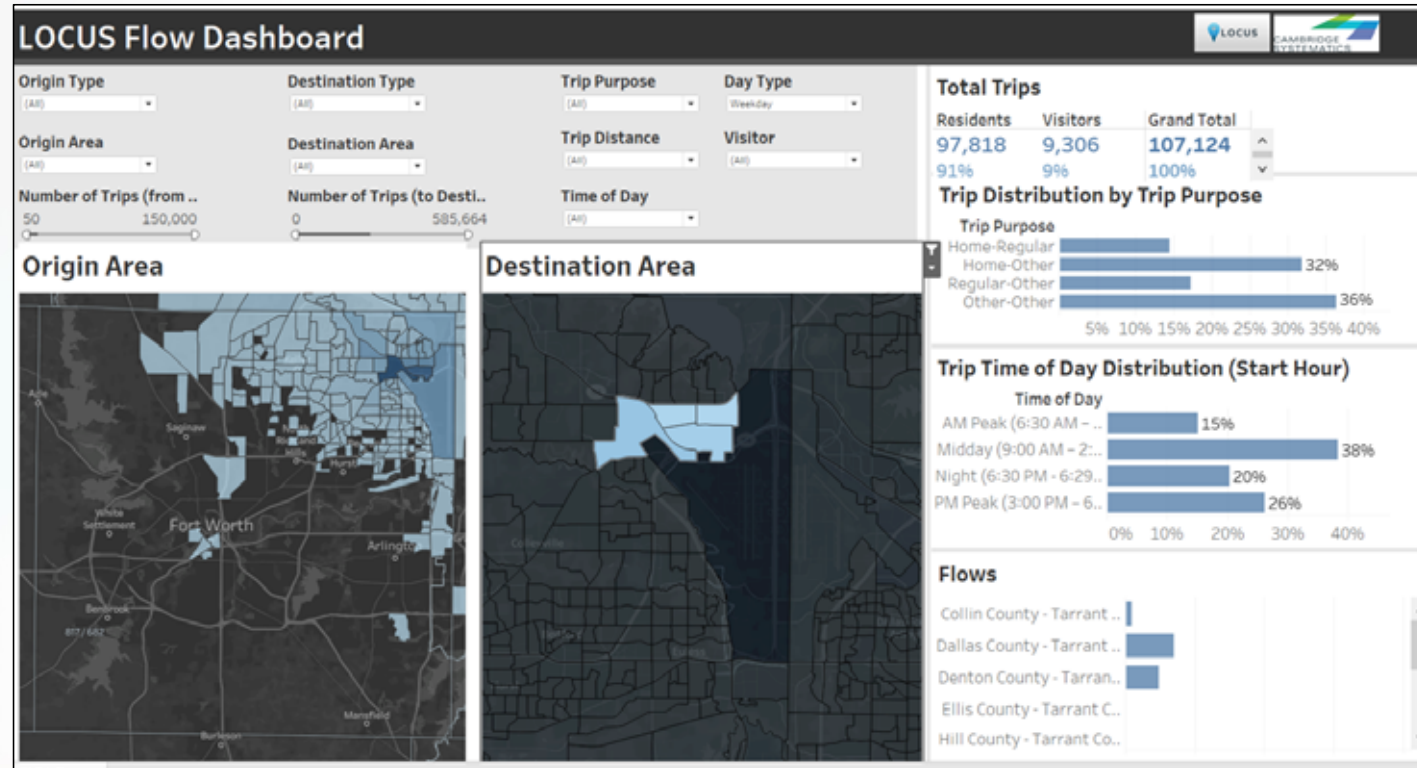 LOCUS Flow Dashboard
LOCUS
CAMBRIDGE
SYSTEMATICS
Origin Type
(All)
Destination Type
(All)
Trip Purpose
(All)
Day Type
Weekday
Origin Area
(All)
Destination Area
(All)
Trip Distance
(All)
Visitor
(All)
Number of Trips (from ..
50 150,000
Number of Trips (to Desti..
0 585,664
Time of Day
(All)
Total Trips
Residents Visitors Grand Total
97,818 9,306 107,124
91% 9% 100%
Trip Distribution by Trip Purpose
Trip Purpose
Home-Regular
Home-Other 32%
Regular-Other
Other-Other 36%
5% 10% 15% 20% 25% 30% 35% 40%
Trip Time of Day Distribution (Start Hour)
Time of Day
AM Peak (6:30 AM – .. 15%
Midday (9:00 AM – 2:.. 38%
Night (6:30 PM - 6:29.. 20%
PM Peak (3:00 PM – 6.. 26%
0% 10% 20% 30% 40%
Flows
Collin County - Tarrant ..
Dallas County - Tarrant ..
Denton County - Tarran..
Ellis County - Tarrant C..
Hill County - Tarrant Co..
Origin Area
Azle
Saginaw
North
Richland
Hills
Hurst
White
Settlement
Fort Worth
Arlington
Benbrook
817 / 682
Mansfield
Burleson
Destination Area
Colleyville
Euless